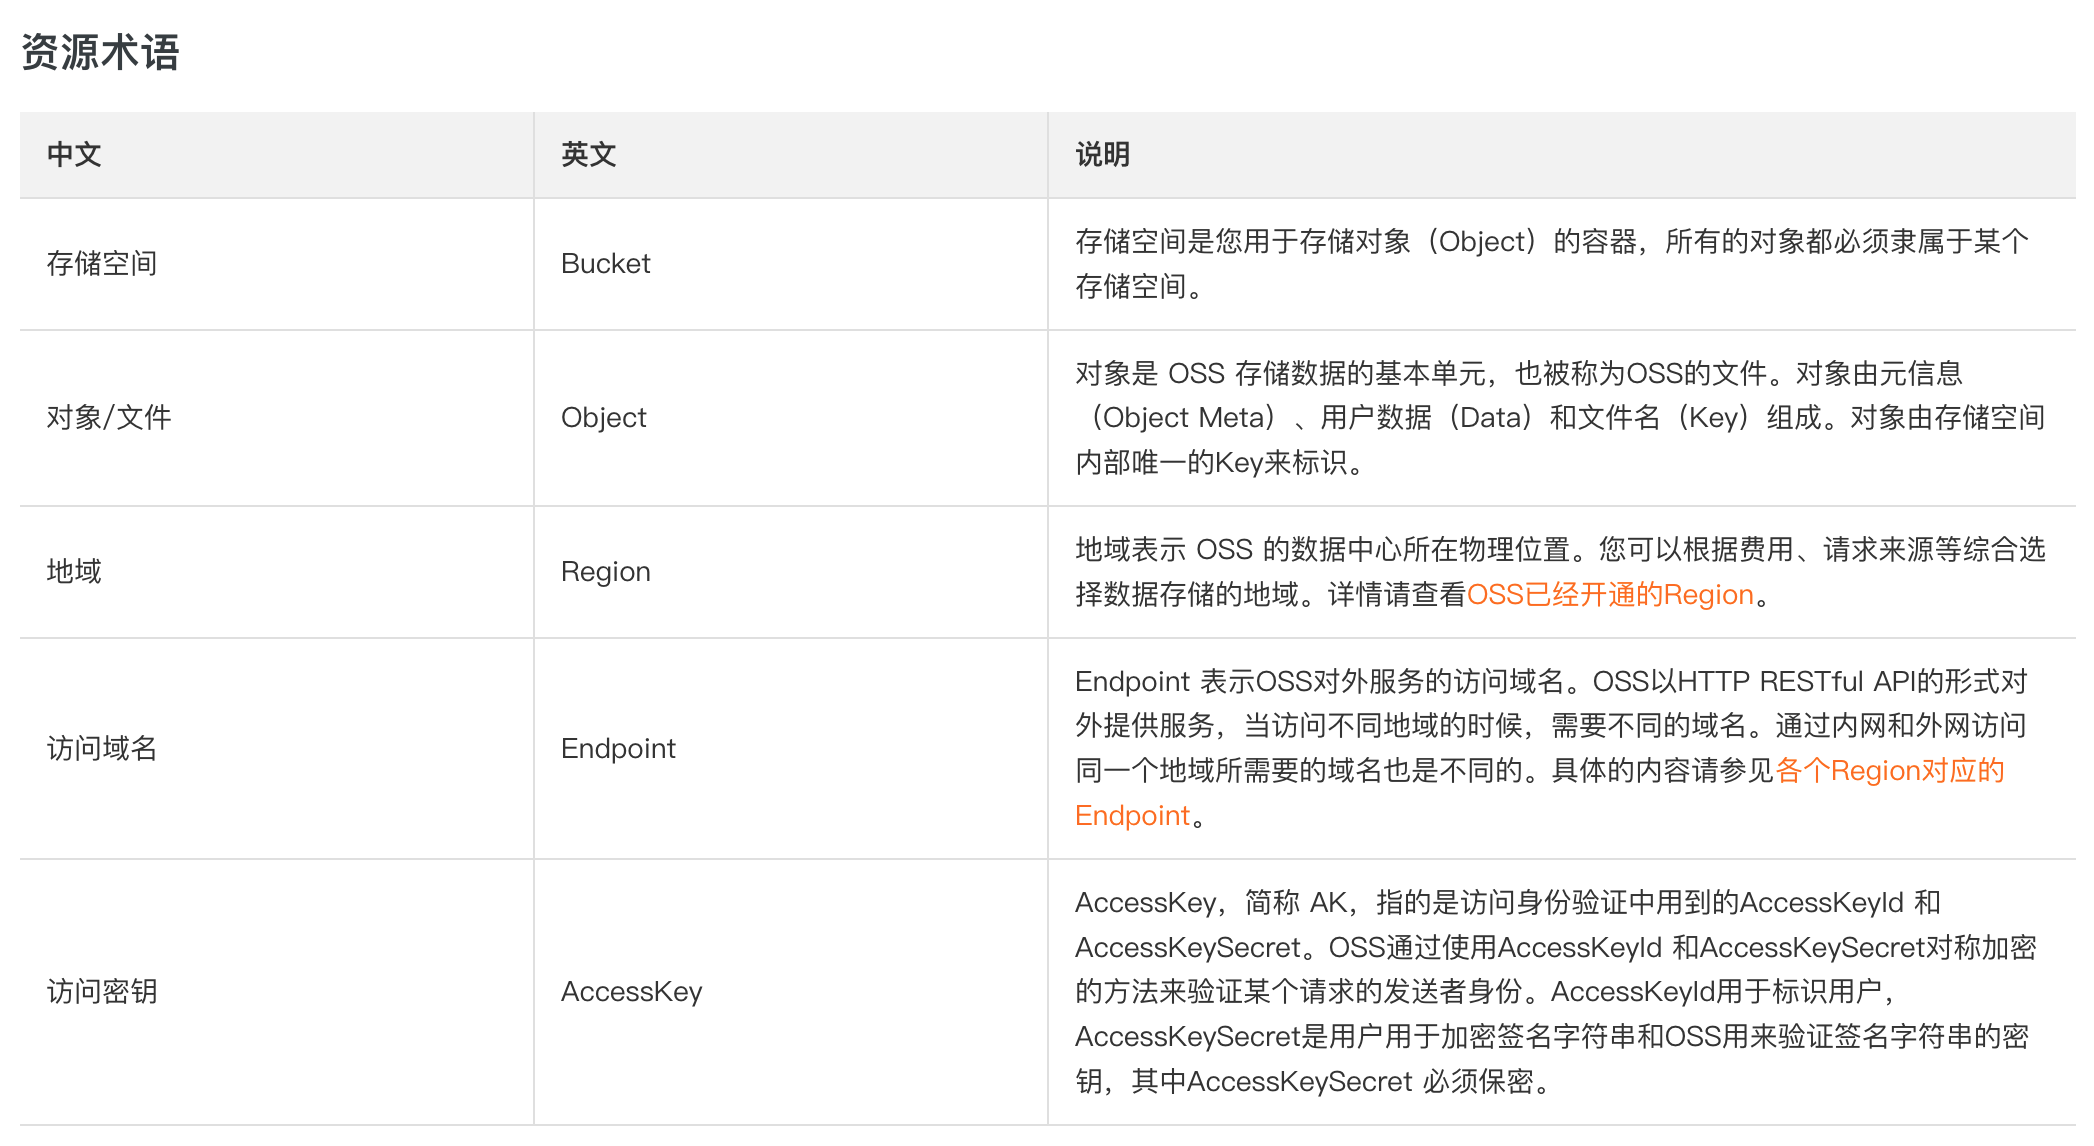 资源术语
中文
英文
说明
存储空间
Bucket
存储空间是您用于存储对象（Object）的容器，所有的对象都必须隶属于某个
存储空间。
对象/文件
Object
对象是 OSS 存储数据的基本单元，也被称为OSS的文件。对象由元信息
（Object Meta）、用户数据（Data）和文件名（Key）组成。对象由存储空间
内部唯一的Key来标识。
地域
Region
地域表示 OSS 的数据中心所在物理位置。您可以根据费用、请求来源等综合选
择数据存储的地域。详情请查看OSS已经开通的Region。
访问域名
Endpoint
Endpoint 表示OSS对外服务的访问域名。OSS以HTTP RESTful API的形式对
外提供服务，当访问不同地域的时候，需要不同的域名。通过内网和外网访问
同一个地域所需要的域名也是不同的。具体的内容请参见各个Region对应的
Endpoint。
访问密钥
AccessKey
AccessKey，简称 AK，指的是访问身份验证中用到的AccessKeyId 和
AccessKeySecret。OSS通过使用AccessKeyId 和AccessKeySecret对称加密
的方法来验证某个请求的发送者身份。AccessKeyId用于标识用户，
AccessKeySecret是用户用于加密签名字符串和OSS用来验证签名字符串的密
钥，其中AccessKeySecret 必须保密。